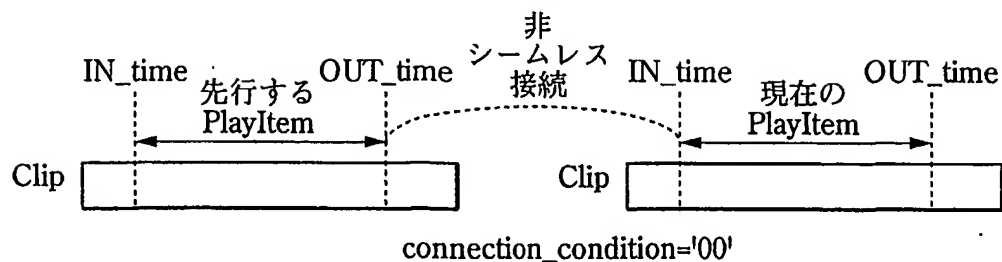 非
シームレス
接続
IN_time
OUT_time
先行する
PlayItem
IN_time
OUT_time
現在の
PlayItem
Clip
Clip
connection_condition='00'